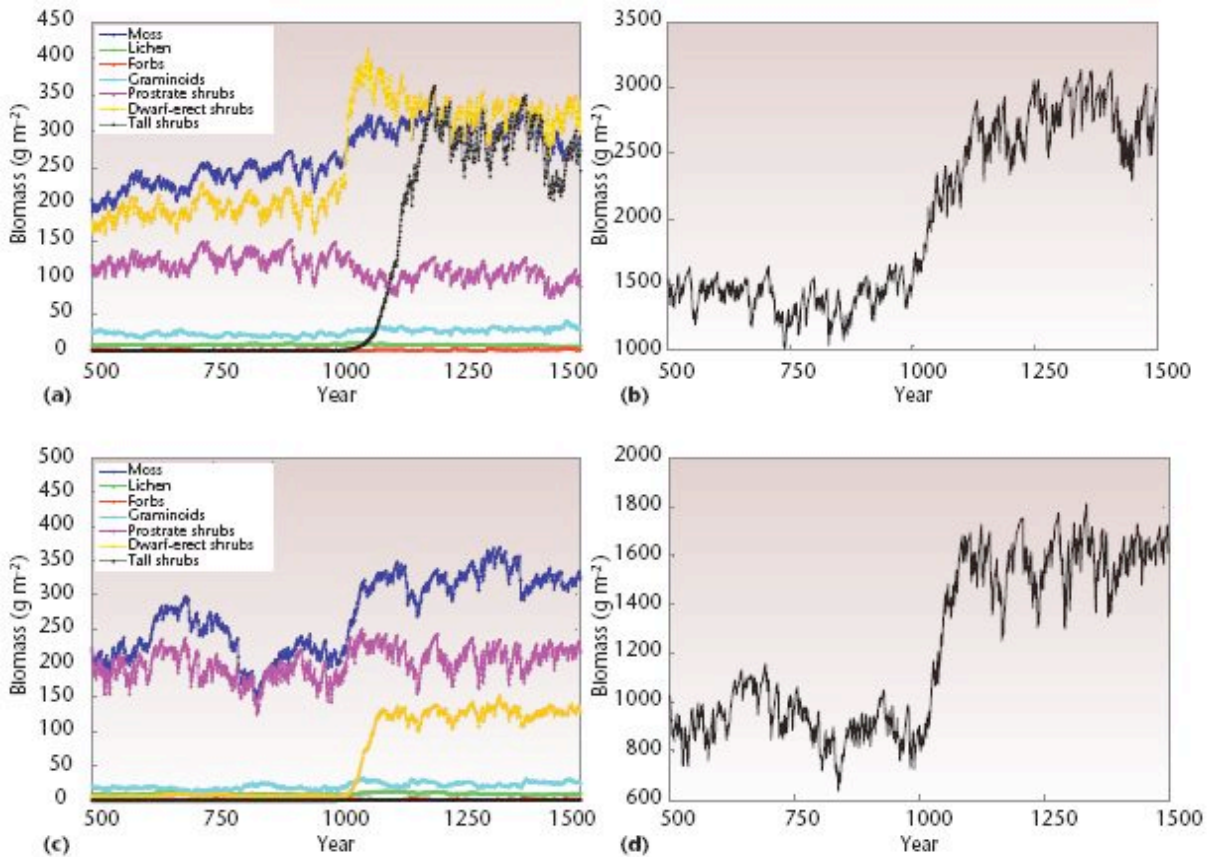 450
400
350
300
250
200
150
100
50
0
Biomass (g m⁻²)
Moss
Lichen
Forbs
Graminoids
Prostrate shrubs
Dwarf-erect shrubs
Tall shrubs
500 750 1000 1250 1500
(a) Year
3500
3000
2500
2000
1500
1000
Biomass (g m⁻²)
500 750 1000 1250 1500
(b) Year
500
450
400
350
300
250
200
150
100
50
0
Biomass (g m⁻²)
Moss
Lichen
Forbs
Graminoids
Prostrate shrubs
Dwarf-erect shrubs
Tall shrubs
500 750 1000 1250 1500
(c) Year
2000
1800
1600
1400
1200
1000
800
600
Biomass (g m⁻²)
500 750 1000 1250 1500
(d) Year